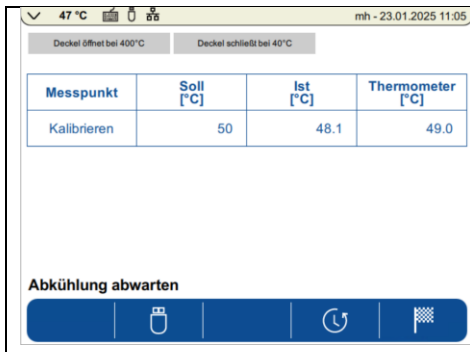 47 °C mh - 23.01.2025 11:05
Deckel öffnet bei 400°C Deckel schließt bei 40°C
Messpunkt Soll [°C] Ist [°C] Thermometer [°C]
Kalibrieren 50 48.1 49.0
Abkühlung abwarten